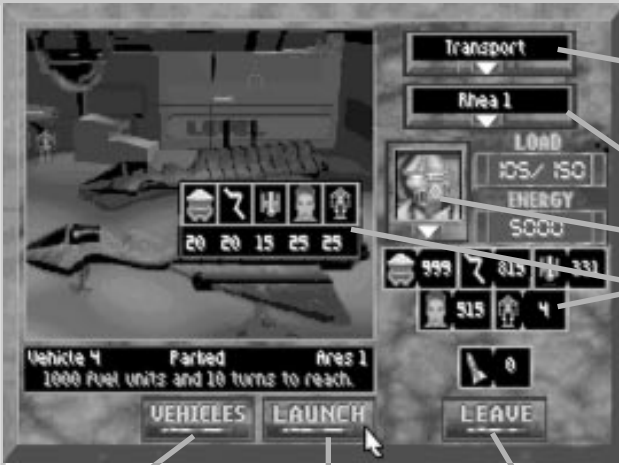 Transport
Rhea 1
LOAD
105/ 150
ENERGY
5000
20 20 15 25 25
999 815 331
515 4
Vehicle 4 Parked Ares 1
1000 Fuel units and 10 turns to reach.
0
VEHICLES LAUNCH LEAVE